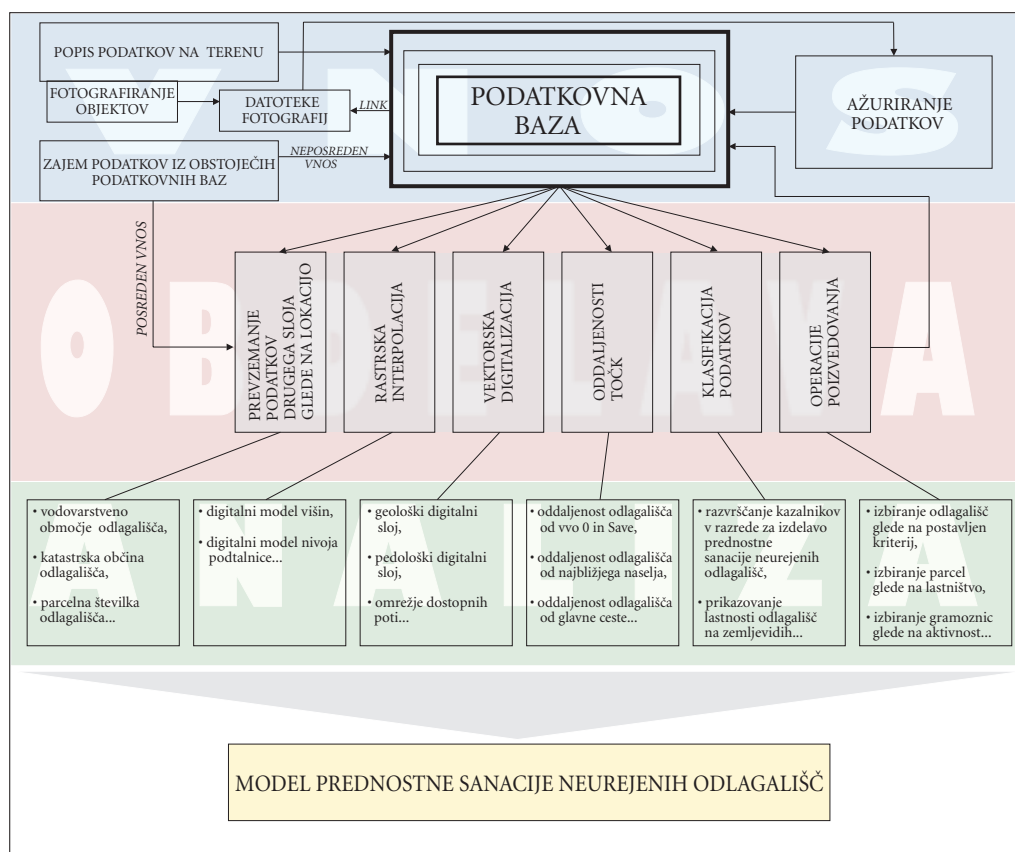 VNOS
POPIS PODATKOV NA TERENU
FOTOGRAFIRANJE
OBJEKTOV
DATOTEKE
FOTOGRAFIJ
LINK
ZAJEM PODATKOV IZ OBSTOJEČIH
PODATKOVNIH BAZ
NEPOSREDEN
VNOS
PODATKOVNA
BAZA
AŽURIRANJE
PODATKOV
OBDELAVA
POSREDEN VNOS
PREVZEMANJE
PODATKOV
DRUGEGA SLOJA
GLEDE NA LOKACIJO
RASTRSKA
INTERPOLACIJA
VEKTORSKA
DIGITALIZACIJA
ODDALJENOSTI
TOČK
KLASIFIKACIJA
PODATKOV
OPERACIJE
POIZVEDOVANJA
ANALIZA
• vodovarstveno
območje odlagališča,
• katastrska občina
odlagališča,
• parcelna številka
odlagališča...
• digitalni model višin,
• digitalni model nivoja
podtalnice...
• geološki digitalni
sloj,
• pedološki digitalni
sloj,
• omrežje dostopnih
poti...
• oddaljenost odlagališča
od vvo 0 in Save,
• oddaljenost odlagališča
od najbližjega naselja,
• oddaljenost odlagališča
od glavne ceste...
• razvrščanje kazalnikov
v razrede za izdelavo
prednostne
sanacije neurejenih
odlagališč,
• prikazovanje
lastnosti odlagališč
na zemljevidih...
• izbiranje odlagališč
glede na postavljen
kriterij,
• izbiranje parcel
glede na lastništvo,
• izbiranje gramoznic
glede na aktivnost...
MODEL PREDNOSTNE SANACIJE NEUREJENIH ODLAGALIŠČ